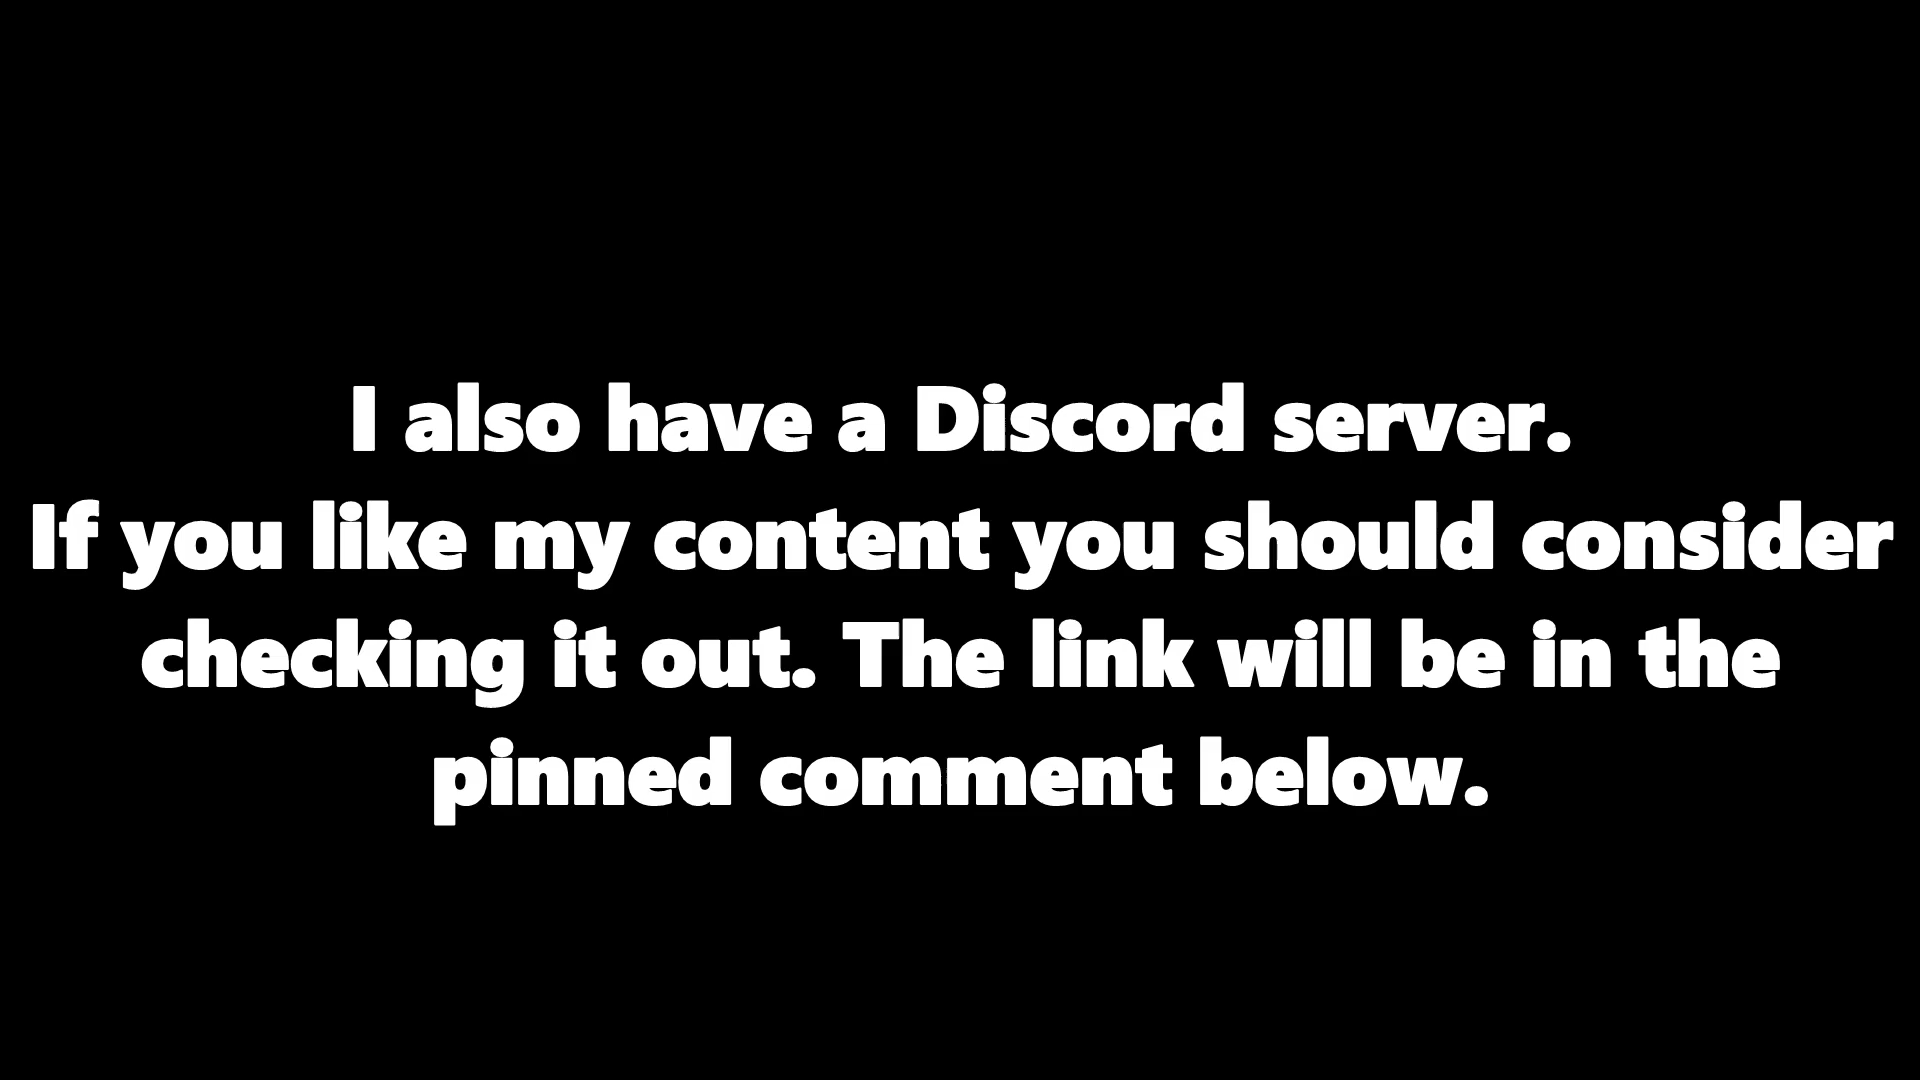 I also have a Discord server.
If you like my content you should consider
checking it out. The link will be in the
pinned comment below.